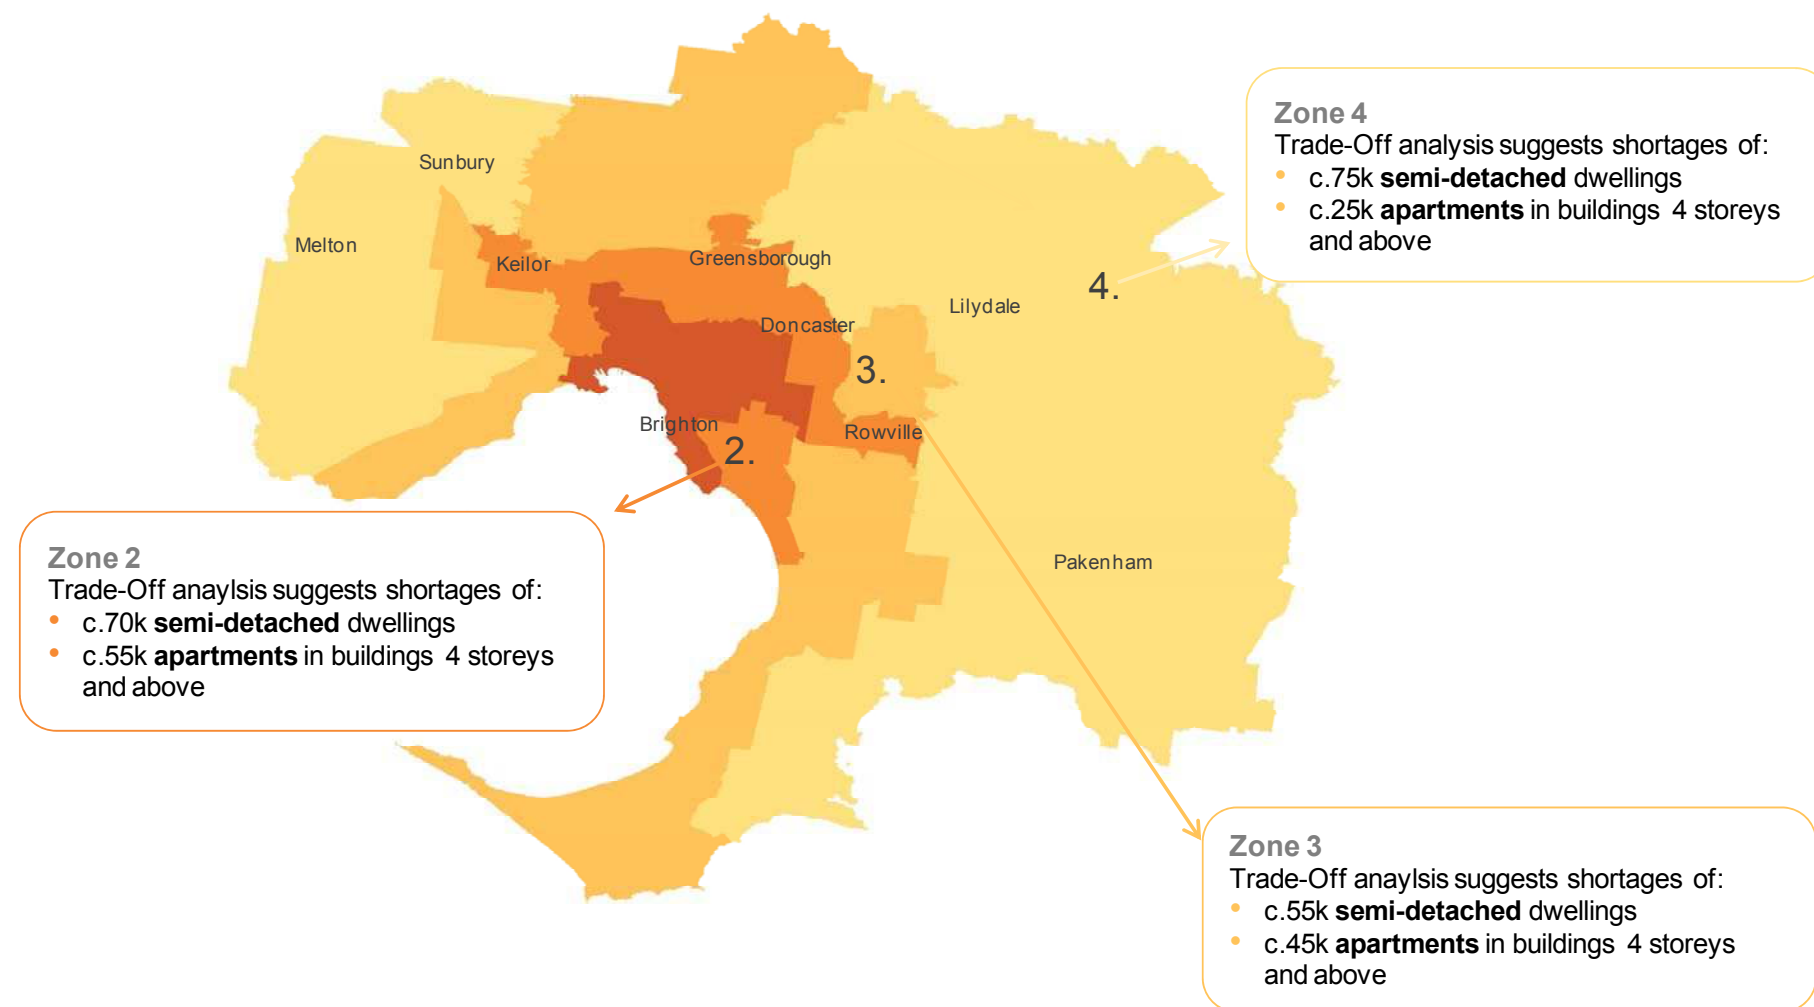 Zone 4
Trade-Off analysis suggests shortages of:
• c.75k semi-detached dwellings
• c.25k apartments in buildings 4 storeys
and above
Sunbury
Melton
Keilor
Greensborough
4.
Lilydale
Doncaster
3.
Brighton
Rowville
2.
Pakenham
Zone 2
Trade-Off anaylsis suggests shortages of:
• c.70k semi-detached dwellings
• c.55k apartments in buildings 4 storeys
and above
Zone 3
Trade-Off anaylsis suggests shortages of:
• c.55k semi-detached dwellings
• c.45k apartments in buildings 4 storeys
and above